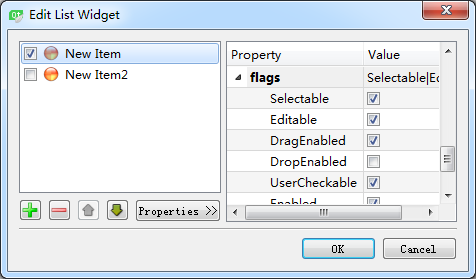 Edit List Widget
New Item
New Item2
Property Value
flags Selectable|Ed
Selectable
Editable
DragEnabled
DropEnabled
UserCheckable
Enabled
Properties >>
OK Cancel